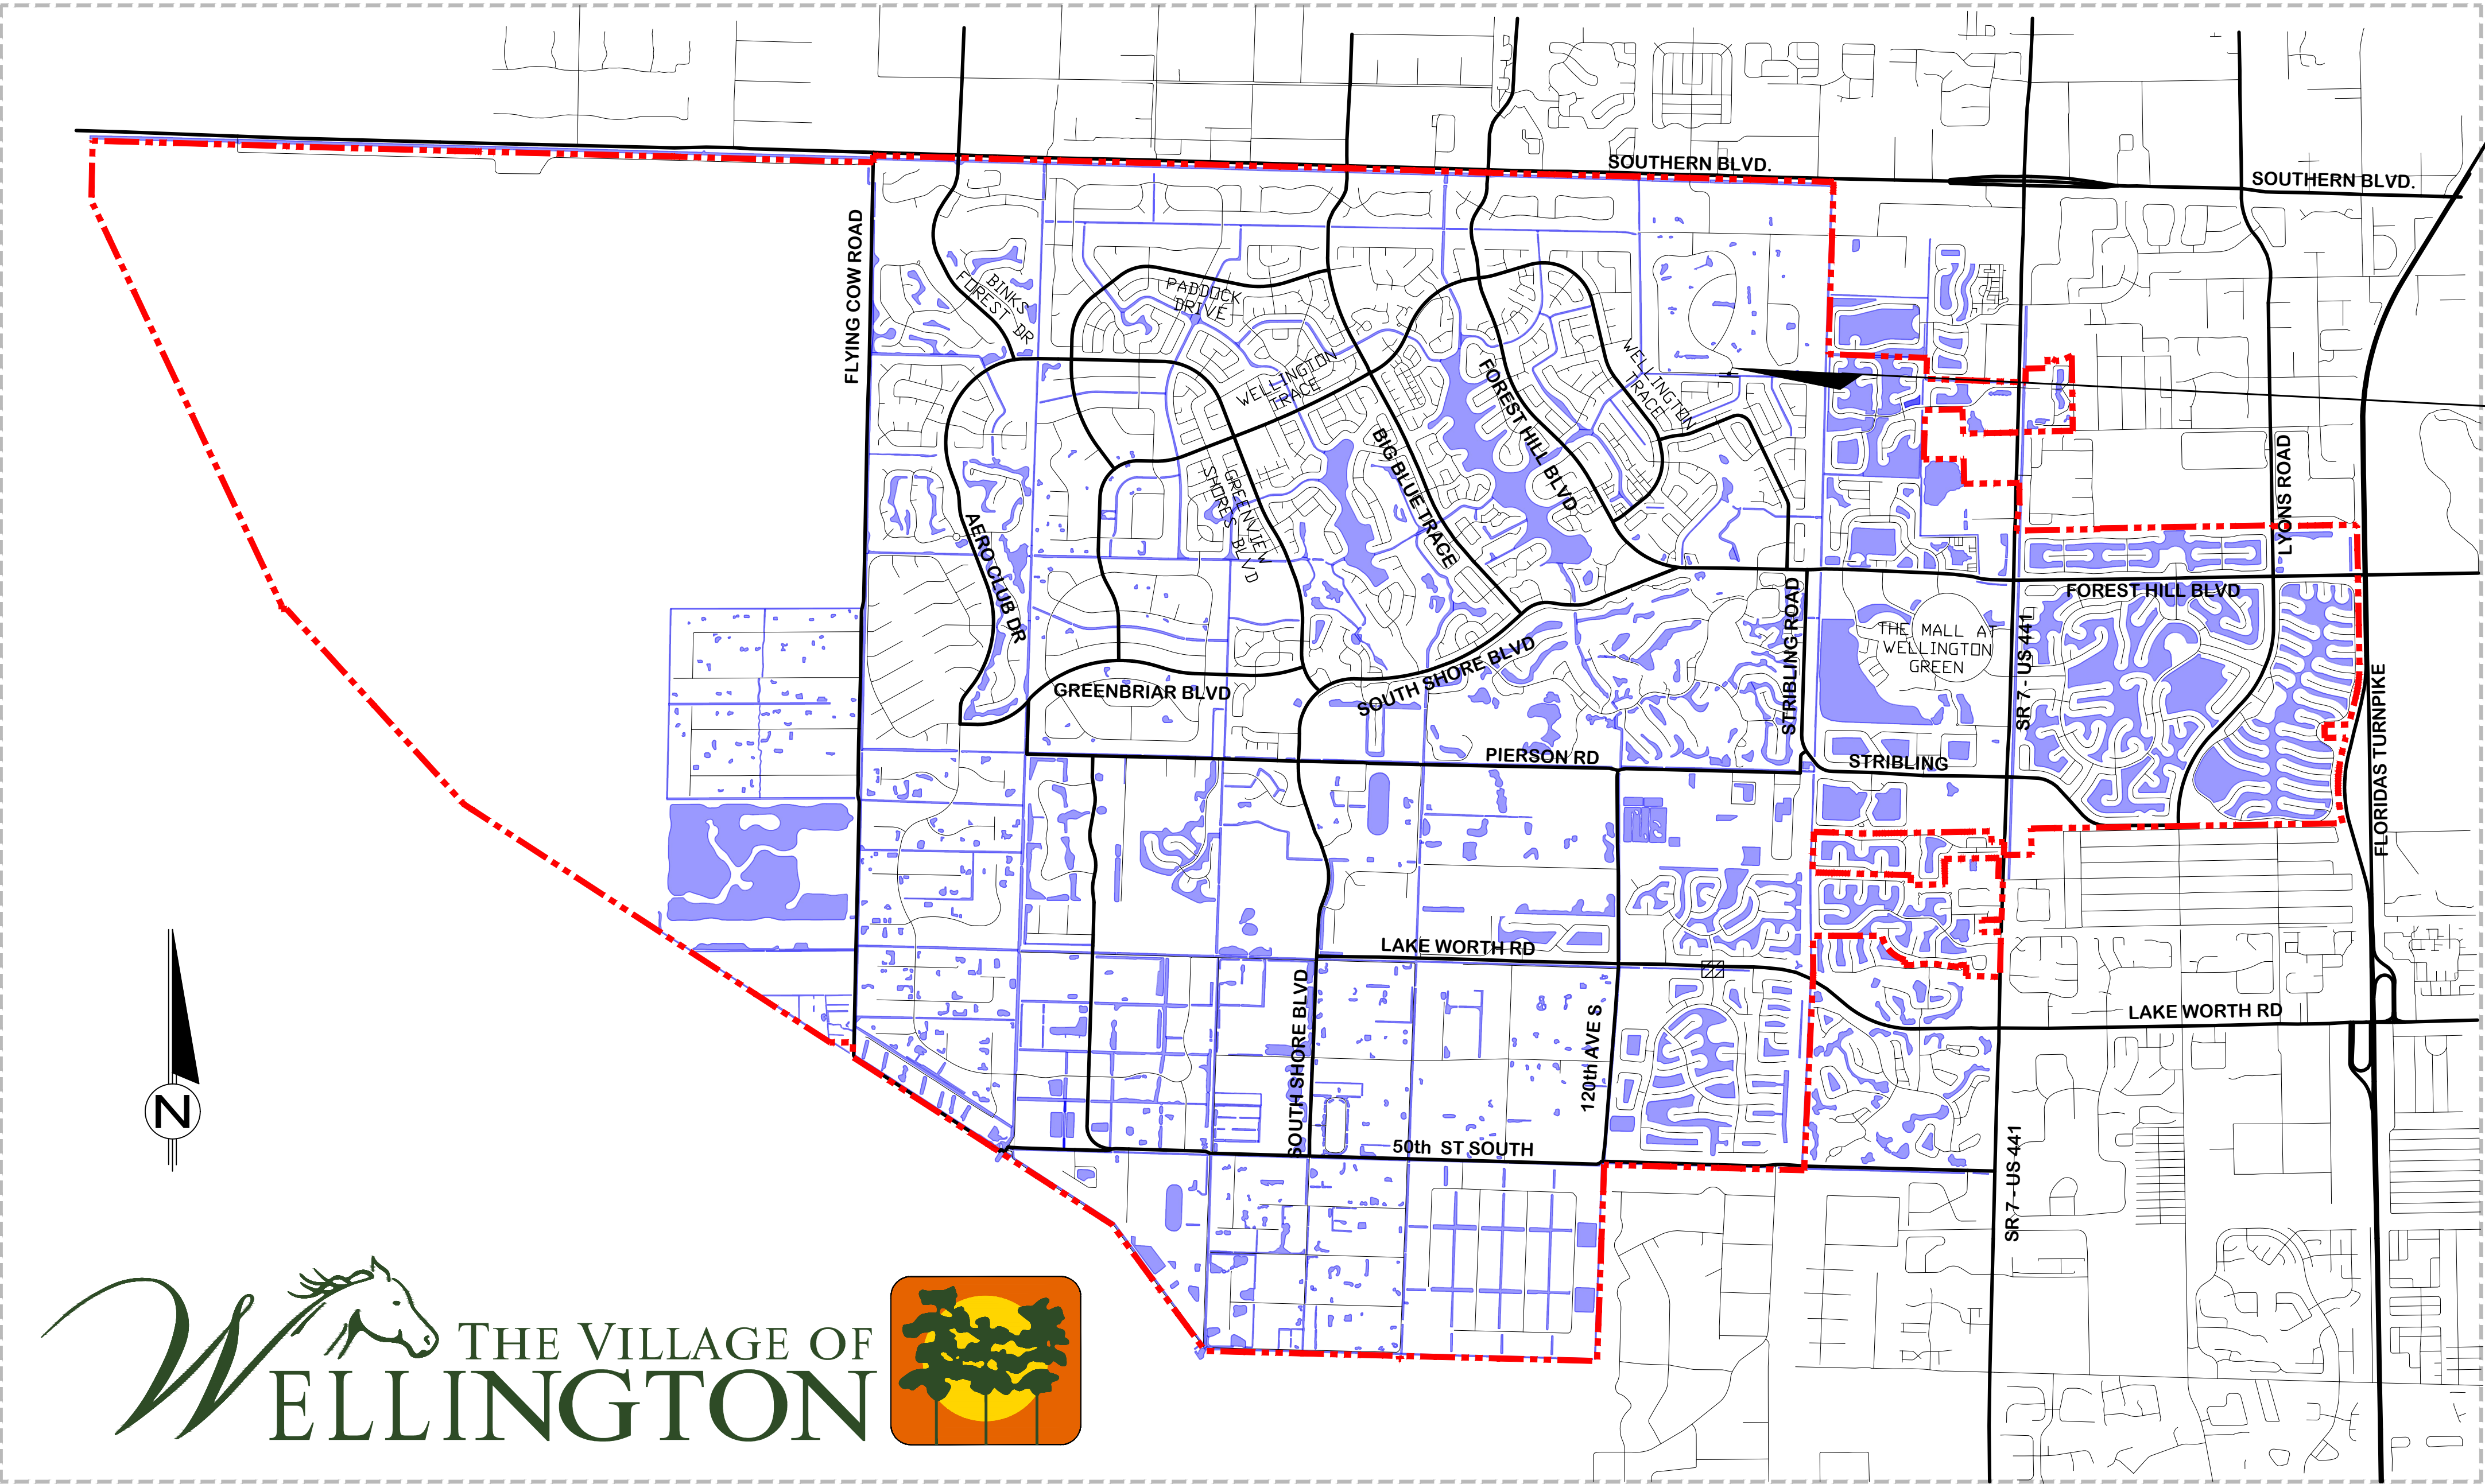 SOUTHERN BLVD.
SOUTHERN BLVD.
FLYING COW ROAD
BINKS
FOREST DR
PADDOCK
DRIVE
WELLINGTON
TRACE
WELLINGTON
TRACE
FOREST HILL BLVD
BIG BLUE TRACE
GREENVIEW
SHORES BLVD
AERO CLUB DR
LYONS ROAD
FOREST HILL BLVD
STRIBLING ROAD
THE MALL AT
WELLINGTON
GREEN
SR 7 - US 441
FLORIDAS TURNPIKE
GREENBRIAR BLVD
SOUTH SHORE BLVD
PIERSON RD
STRIBLING
LAKE WORTH RD
LAKE WORTH RD
SOUTH SHORE BLVD
120th AVE S
50th ST SOUTH
SR 7 - US 441
N
THE VILLAGE OF
WELLINGTON